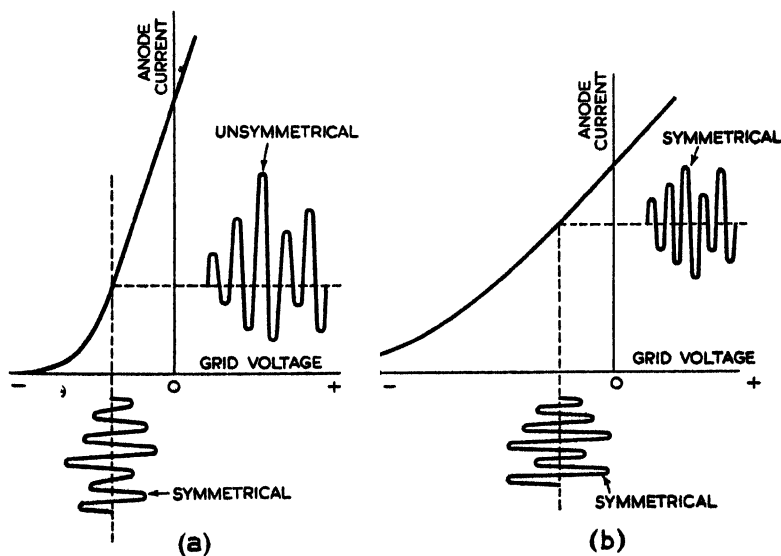 ANODE
CURRENT
UNSYMMETRICAL
GRID VOLTAGE
-
O
+
SYMMETRICAL
(a)
ANODE
CURRENT
SYMMETRICAL
GRID VOLTAGE
-
O
+
SYMMETRICAL
(b)